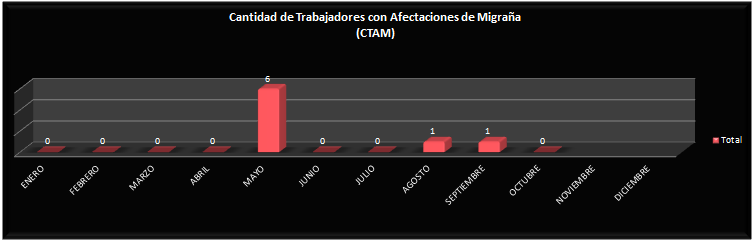 Cantidad de Trabajadores con Afectaciones de Migraña
(CTAM)
6
0 0 0 0 0 0 1 1 0
Total
ENERO FEBRERO MARZO ABRIL MAYO JUNIO JULIO AGOSTO SEPTIEMBRE OCTUBRE NOVIEMBRE DICIEMBRE